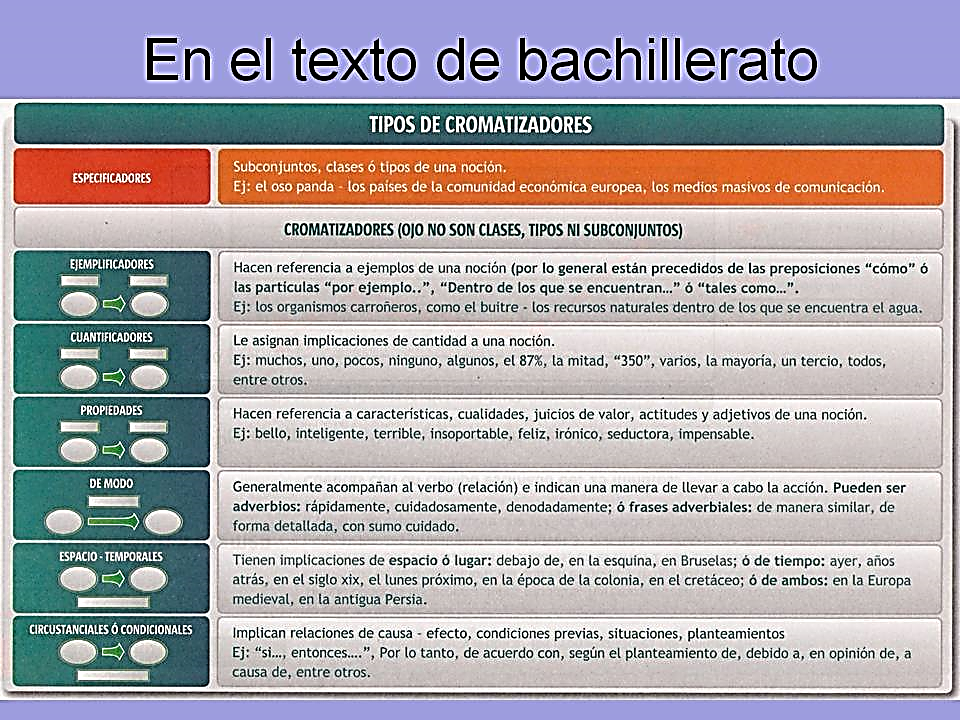 En el texto de bachillerato
TIPOS DE CROMATIZADORES
ESPECIFICADORES
Subconjuntos, clases ó tipos de una noción.
Ej: el oso panda - los países de la comunidad económica europea, los medios masivos de comunicación.
CROMATIZADORES (OJO NO SON CLASES, TIPOS NI SUBCONJUNTOS)
EJEMPLIFICADORES
Hacen referencia a ejemplos de una noción (por lo general están precedidos de las preposiciones “cómo” ó
las partículas “por ejemplo..”, “Dentro de los que se encuentran…” ó “tales como…”.
Ej: los organismos carroñeros, como el buitre - los recursos naturales dentro de los que se encuentra el agua.
CUANTIFICADORES
Le asignan implicaciones de cantidad a una noción.
Ej: muchos, uno, pocos, ninguno, algunos, el 87%, la mitad, “350”, varios, la mayoría, un tercio, todos,
entre otros.
PROPIEDADES
Hacen referencia a características, cualidades, juicios de valor, actitudes y adjetivos de una noción.
Ej: bello, inteligente, terrible, insoportable, feliz, irónico, seductora, impensable.
DE MODO
Generalmente acompañan al verbo (relación) e indican una manera de llevar a cabo la acción. Pueden ser
adverbios: rápidamente, cuidadosamente, denodadamente; ó frases adverbiales: de manera similar, de
forma detallada, con sumo cuidado.
ESPACIO - TEMPORALES
Tienen implicaciones de espacio ó lugar: debajo de, en la esquina, en Bruselas; ó de tiempo: ayer, años
atrás, en el siglo xix, el lunes próximo, en la época de la colonia, en el cretáceo; ó de ambos: en la Europa
medieval, en la antigua Persia.
CIRCUSTANCIALES Ó CONDICIONALES
Implican relaciones de causa - efecto, condiciones previas, situaciones, planteamientos
Ej: “si…, entonces….”, Por lo tanto, de acuerdo con, según el planteamiento de, debido a, en opinión de, a
causa de, entre otros.